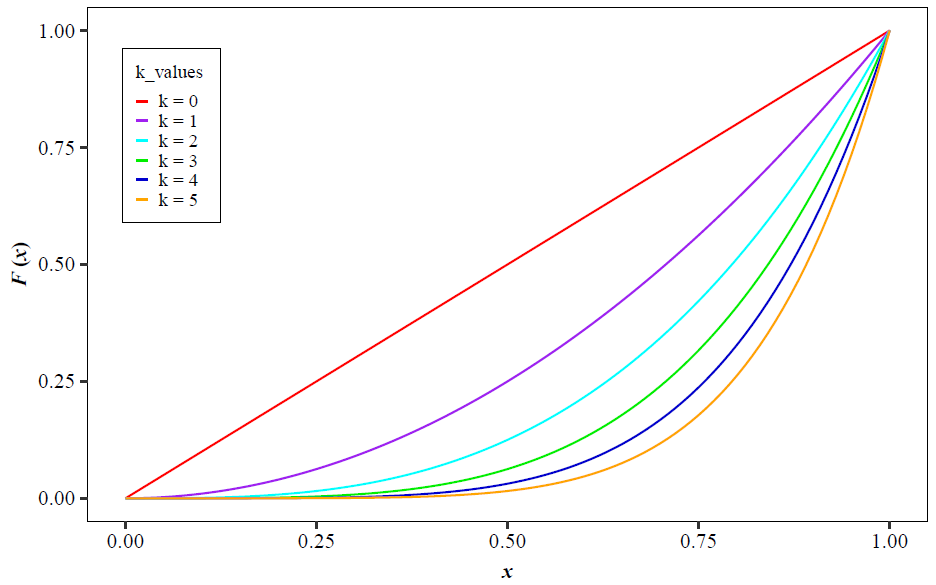 1.00
0.75
0.50
0.25
0.00
F (x)
k_values
k = 0
k = 1
k = 2
k = 3
k = 4
k = 5
0.00 0.25 0.50 0.75 1.00
x